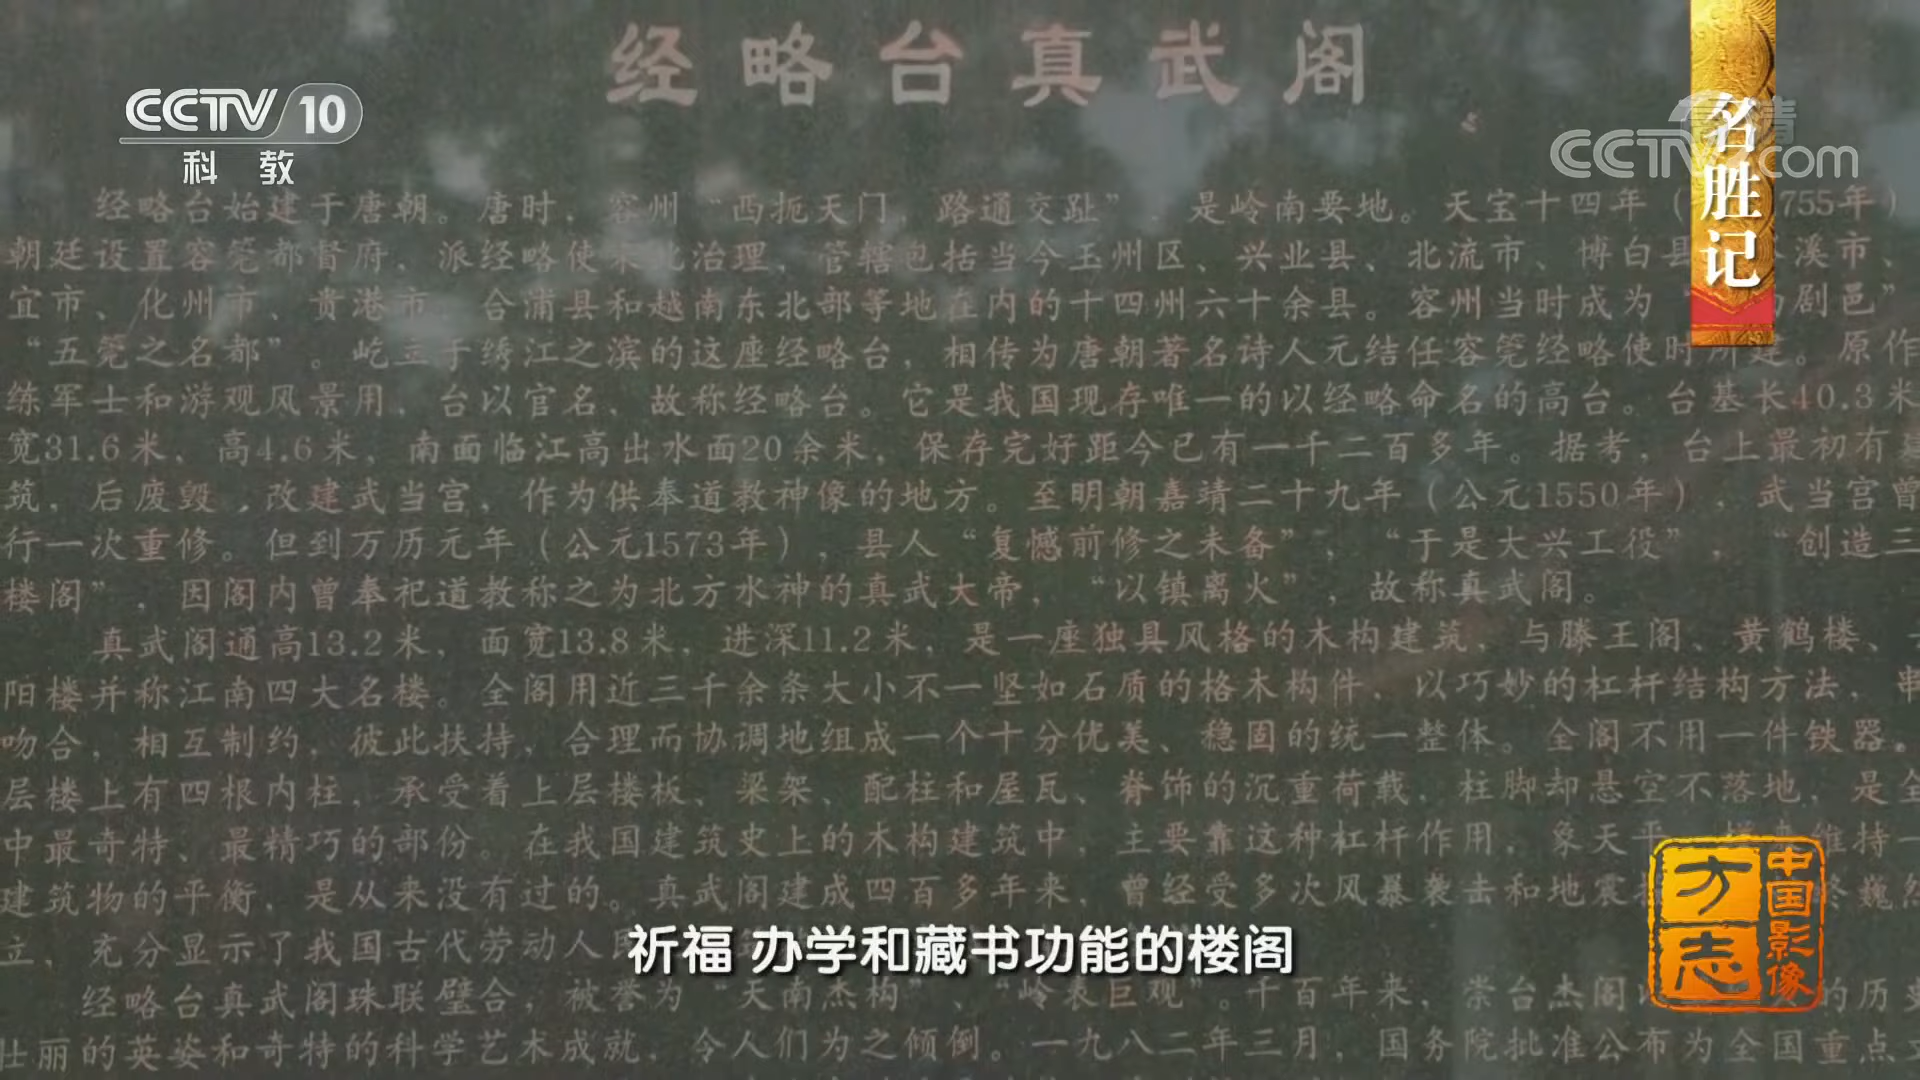 经略台真武阁
CCTV 10
科教
CCTV.com
高清
名胜记
经略台始建于唐朝。唐时，容州“西扼天门，路通交趾”，是岭南要地。天宝十四年（ 755年）
朝廷设置容筦都督府，派经略使来此治理，管辖包括当今玉州区、兴业县、北流市、博白县 溪市、
宜市、化州市、贵港市、合浦县和越南东北部等地在内的十四州六十余县。容州当时成为 剧邑”
“五筦之名都”。屹立于绣江之滨的这座经略台，相传为唐朝著名诗人元结任容筦经略使时所建。原作
练军士和游观风景用，台以官名，故称经略台。它是我国现存唯一的以经略命名的高台。台基长40.3米
宽31.6米，高4.6米，南面临江高出水面20余米，保存完好距今已有一千二百多年。据考，台上最初有建
筑，后废毁，改建武当宫，作为供奉道教神像的地方。至明朝嘉靖二十九年（公元1550年），武当宫曾
行一次重修。但到万历元年（公元1573年），县人“复憾前修之未备”，“于是大兴工役”，“创造三
楼阁”，因阁内曾奉祀道教称之为北方水神的真武大帝，“以镇离火”，故称真武阁。
真武阁通高13.2米，面宽13.8米，进深11.2米，是一座独具风格的木构建筑，与滕王阁、黄鹤楼、
阳楼并称江南四大名楼。全阁用近三千余条大小不一坚如石质的格木构件，以巧妙的杠杆结构方法，串
吻合，相互制约，彼此扶持，合理而协调地组成一个十分优美、稳固的统一整体。全阁不用一件铁器。
层楼上有四根内柱，承受着上层楼板、梁架、配柱和屋瓦、脊饰的沉重荷载，柱脚却悬空不落地，是全
中最奇特、最精巧的部份。在我国建筑史上的木构建筑中，主要靠这种杠杆作用，象天平 维持一
建筑物的平衡，是从来没有过的。真武阁建成四百多年来，曾经受多次风暴袭击和地震 终巍然
立，充分显示了我国古代劳动人民
祈福 办学和藏书功能的楼阁
经略台真武阁珠联璧合，被誉为“天南杰构”、“岭表巨观”。千百年来，崇台杰阁 的历史
壮丽的英姿和奇特的科学艺术成就，令人们为之倾倒。一九八二年三月，国务院批准公布为全国重点文
中国影像
方志